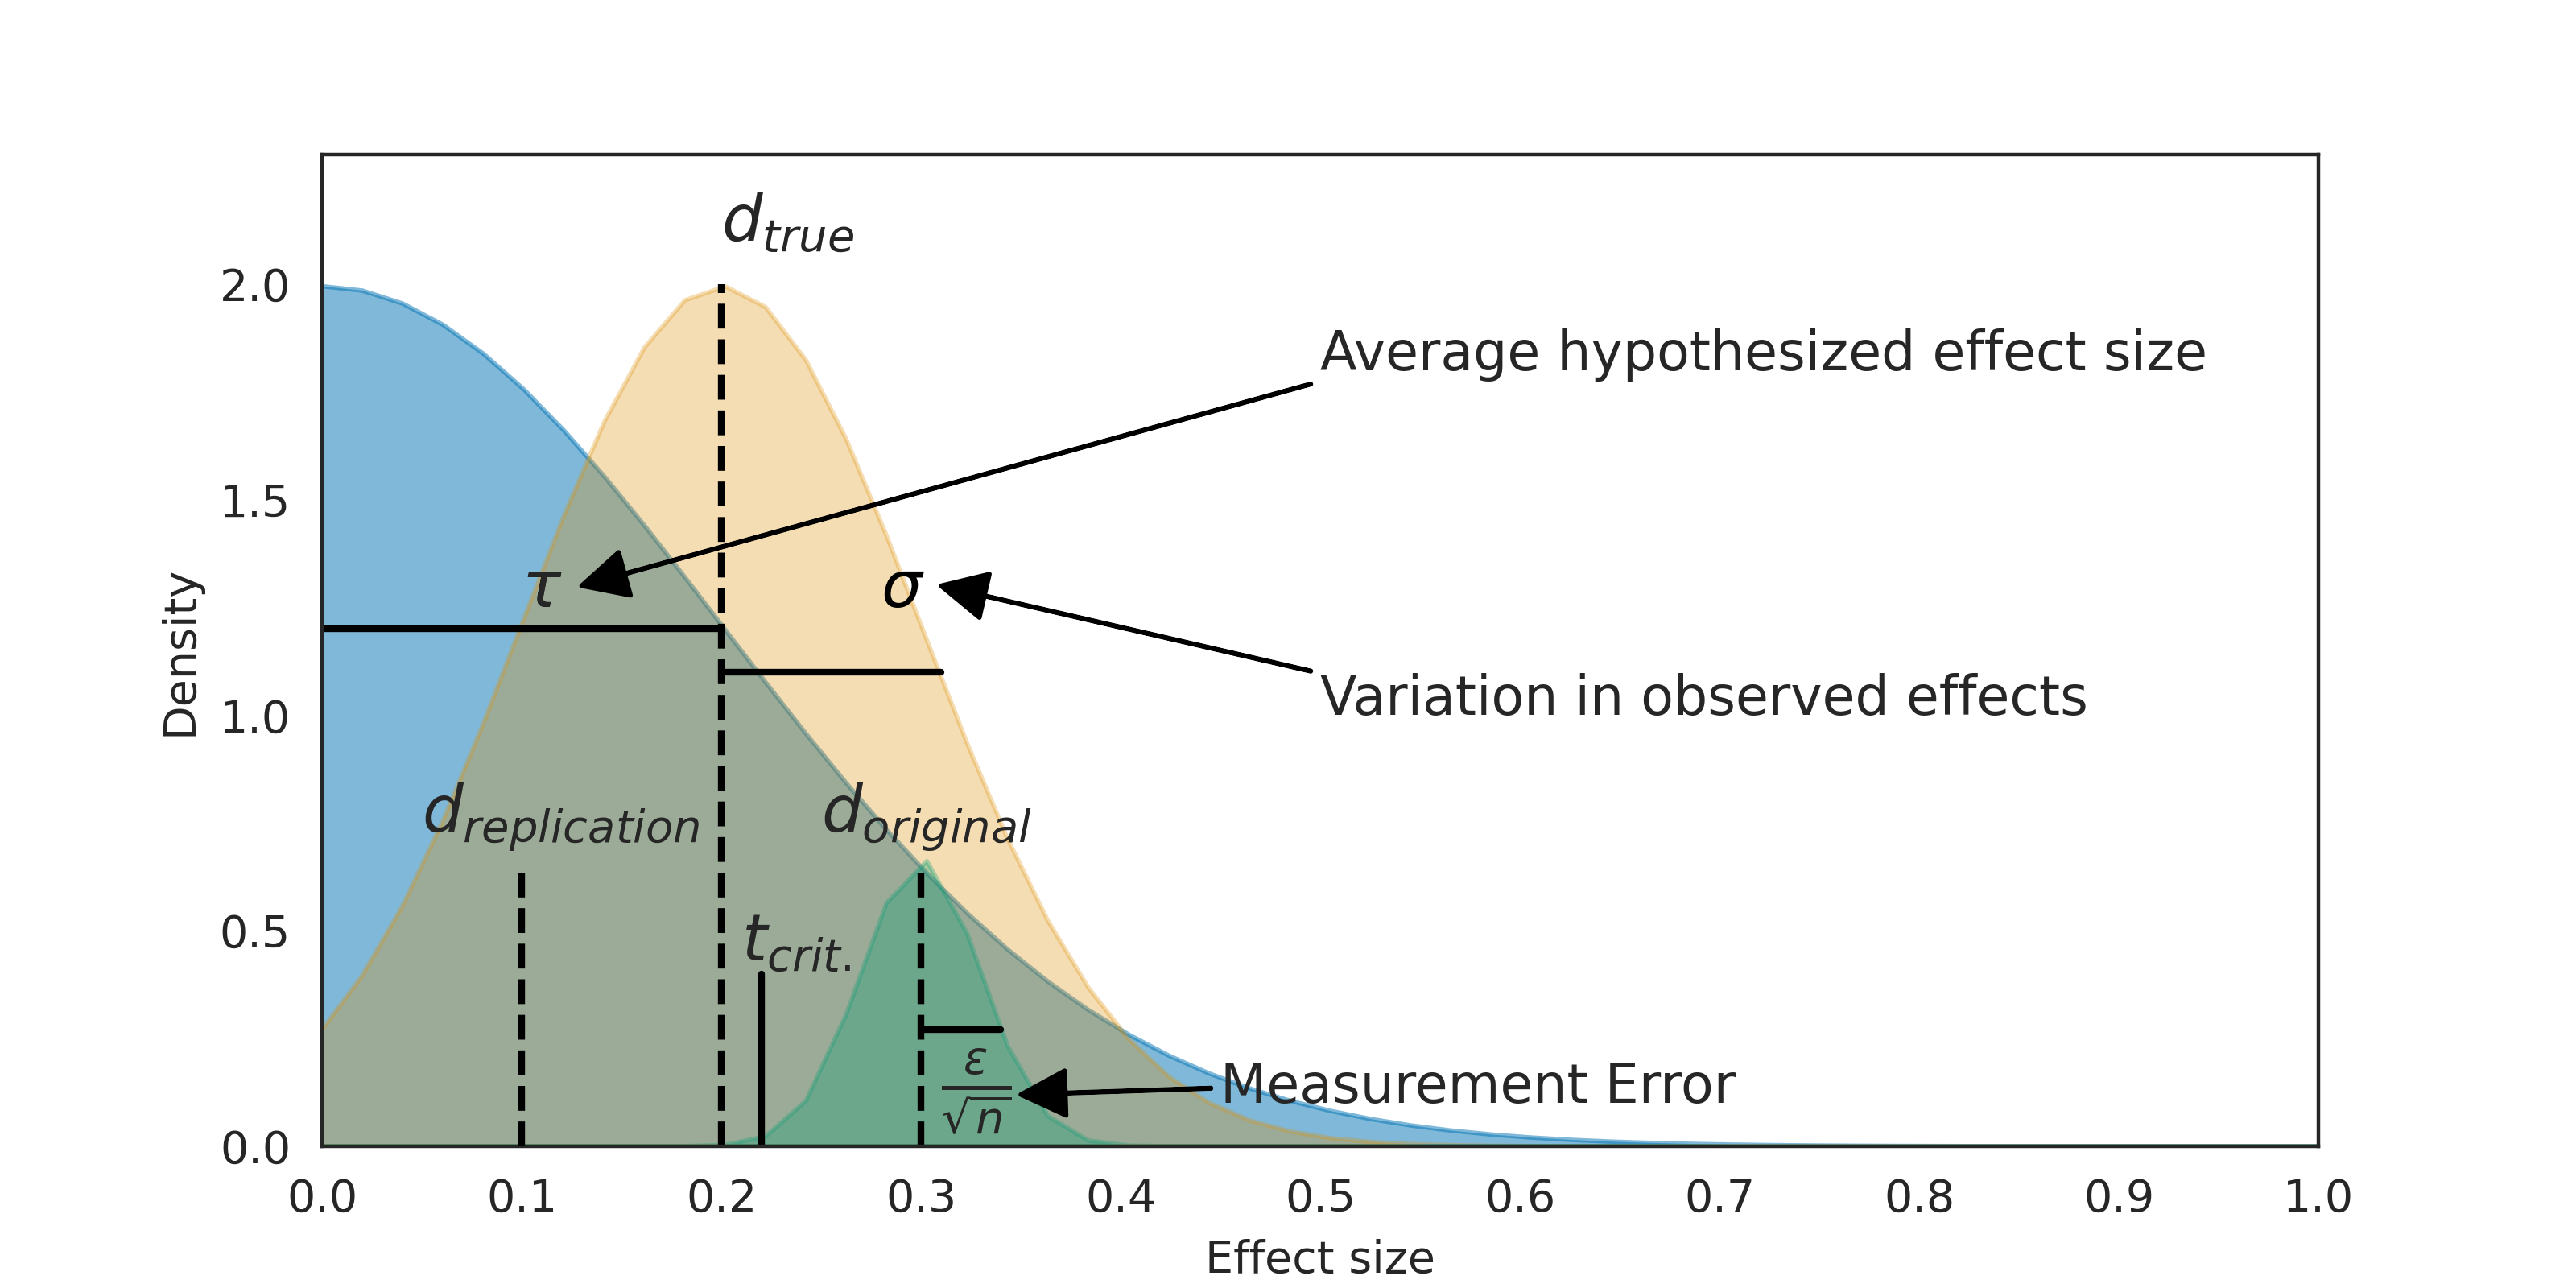 d_true
2.0
Average hypothesized effect size
1.5
τ
σ
Density
1.0
Variation in observed effects
d_replication
d_original
0.5
t_crit.
ε/√n
Measurement Error
0.0
0.0 0.1 0.2 0.3 0.4 0.5 0.6 0.7 0.8 0.9 1.0
Effect size